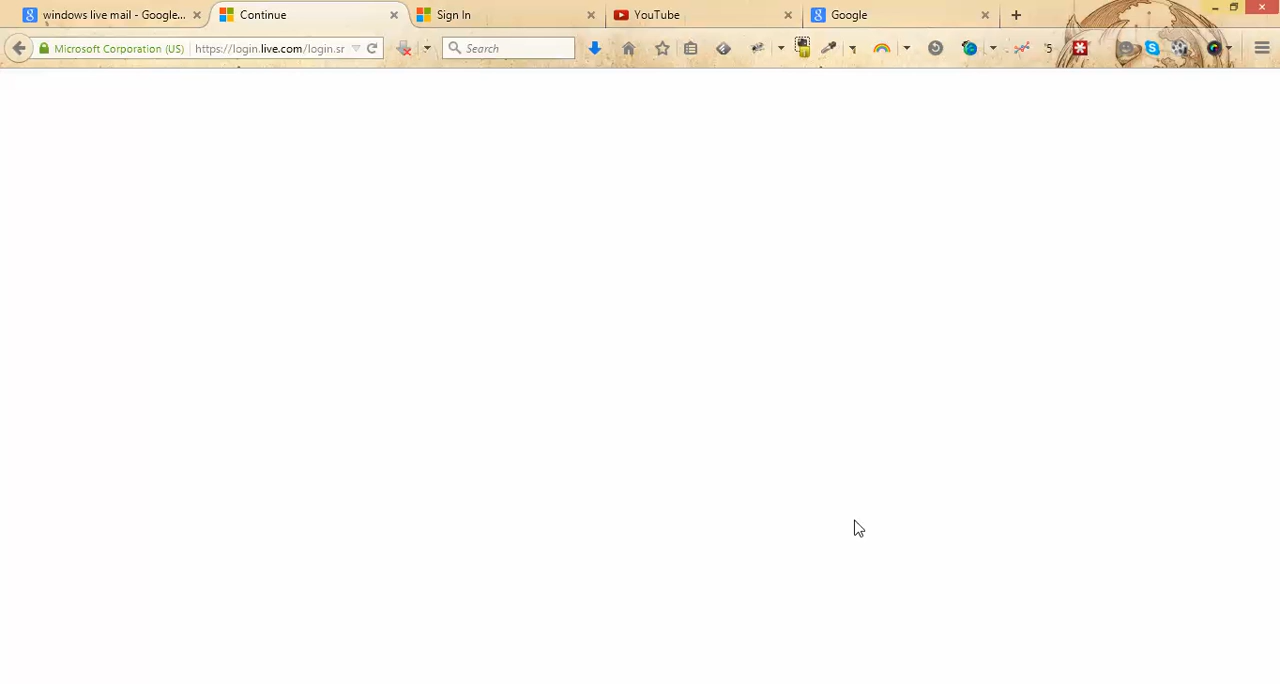 windows live mail - Google...
Continue
Sign In
YouTube
Google
Microsoft Corporation (US)
https://login.live.com/login.sr
Search